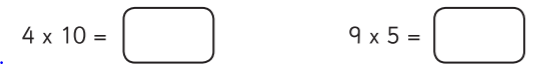 4 x 10 = 9 x 5 =